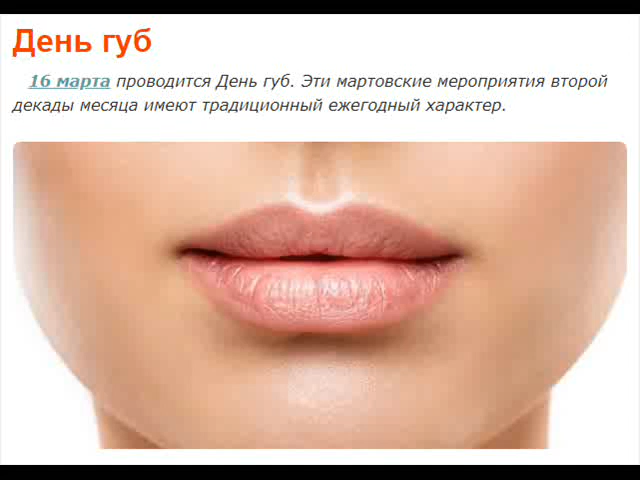 День губ
16 марта проводится День губ. Эти мартовские мероприятия второй
декады месяца имеют традиционный ежегодный характер.